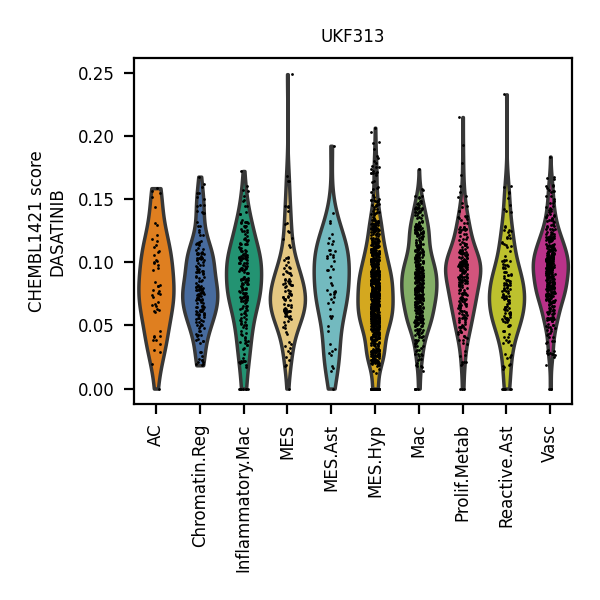 UKF313
CHEMBL1421 score
DASATINIB
0.25
0.20
0.15
0.10
0.05
0.00
AC
Chromatin.Reg
Inflammatory.Mac
MES
MES.Ast
MES.Hyp
Mac
Prolif.Metab
Reactive.Ast
Vasc